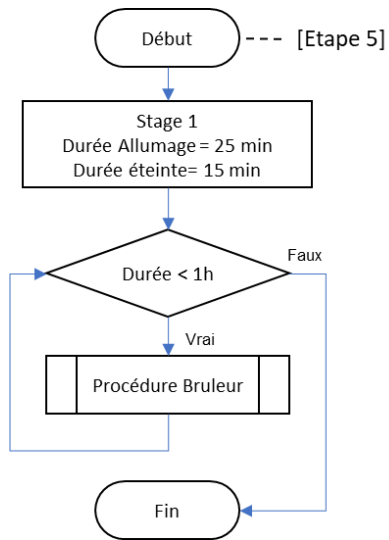 Début
[Etape 5]
Stage 1
Durée Allumage = 25 min
Durée éteinte= 15 min
Durée < 1h
Faux
Vrai
Procédure Bruleur
Fin